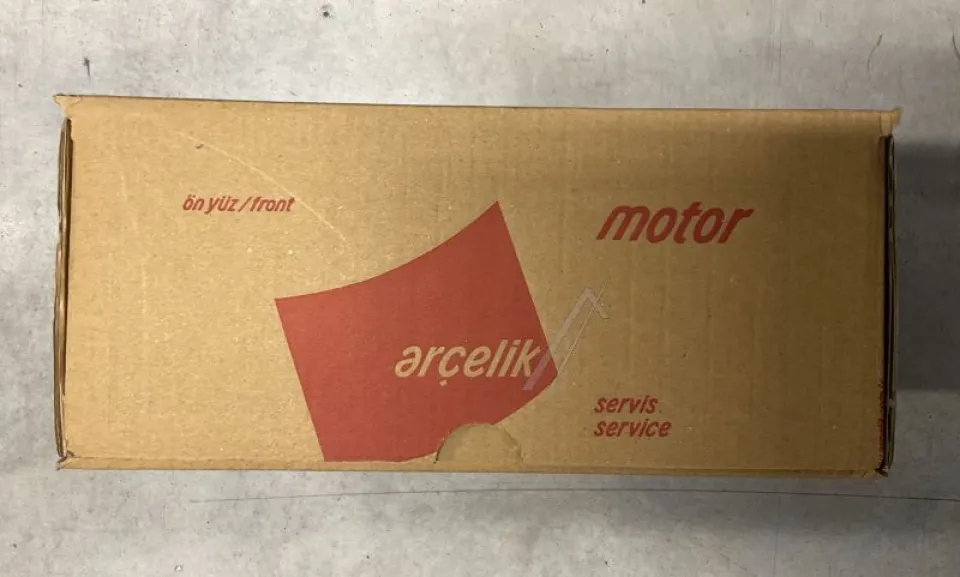 ön yüz / front
motor
arçelik
servis
service